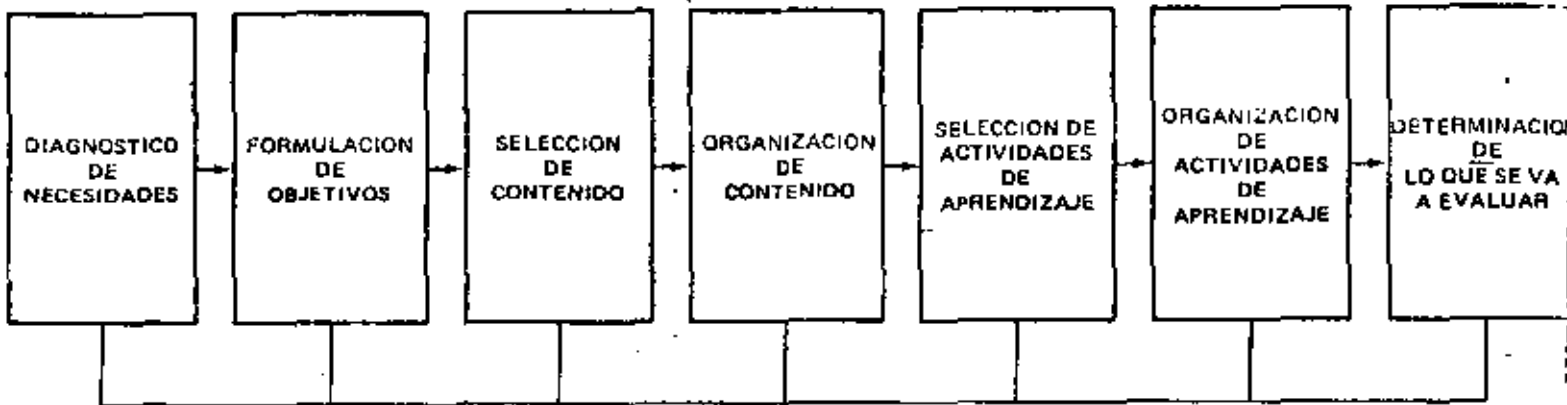 DIAGNOSTICO
DE
NECESIDADES
FORMULACION
DE
OBJETIVOS
SELECCION
DE
CONTENIDO
ORGANIZACION
DE
CONTENIDO
SELECCION DE
ACTIVIDADES
DE
APRENDIZAJE
ORGANIZACION
DE
ACTIVIDADES
DE
APRENDIZAJE
DETERMINACIO
DE
LO QUE SE VA
A EVALUAR